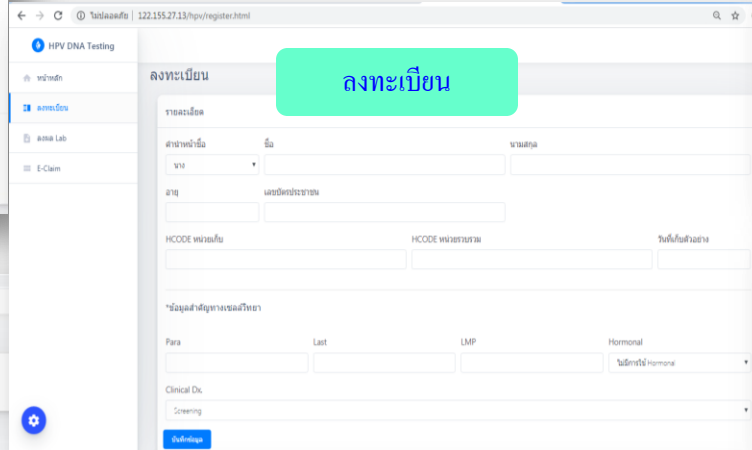 ไม่ปลอดภัย | 122.155.27.13/hpv/register.html
HPV DNA Testing
หน้าหลัก
ลงทะเบียน
ลงผล Lab
E-Claim
ลงทะเบียน
ลงทะเบียน
รายละเอียด
คำนำหน้าชื่อ ชื่อ นามสกุล
นาง
อายุ เลขบัตรประชาชน
HCODE หน่วยเก็บ HCODE หน่วยรวบรวม วันที่เก็บตัวอย่าง
*ข้อมูลสำคัญทางเซลล์วิทยา
Para Last LMP Hormonal
ไม่มีการใช้ Hormonal
Clinical Dx.
Screening
บันทึกข้อมูล